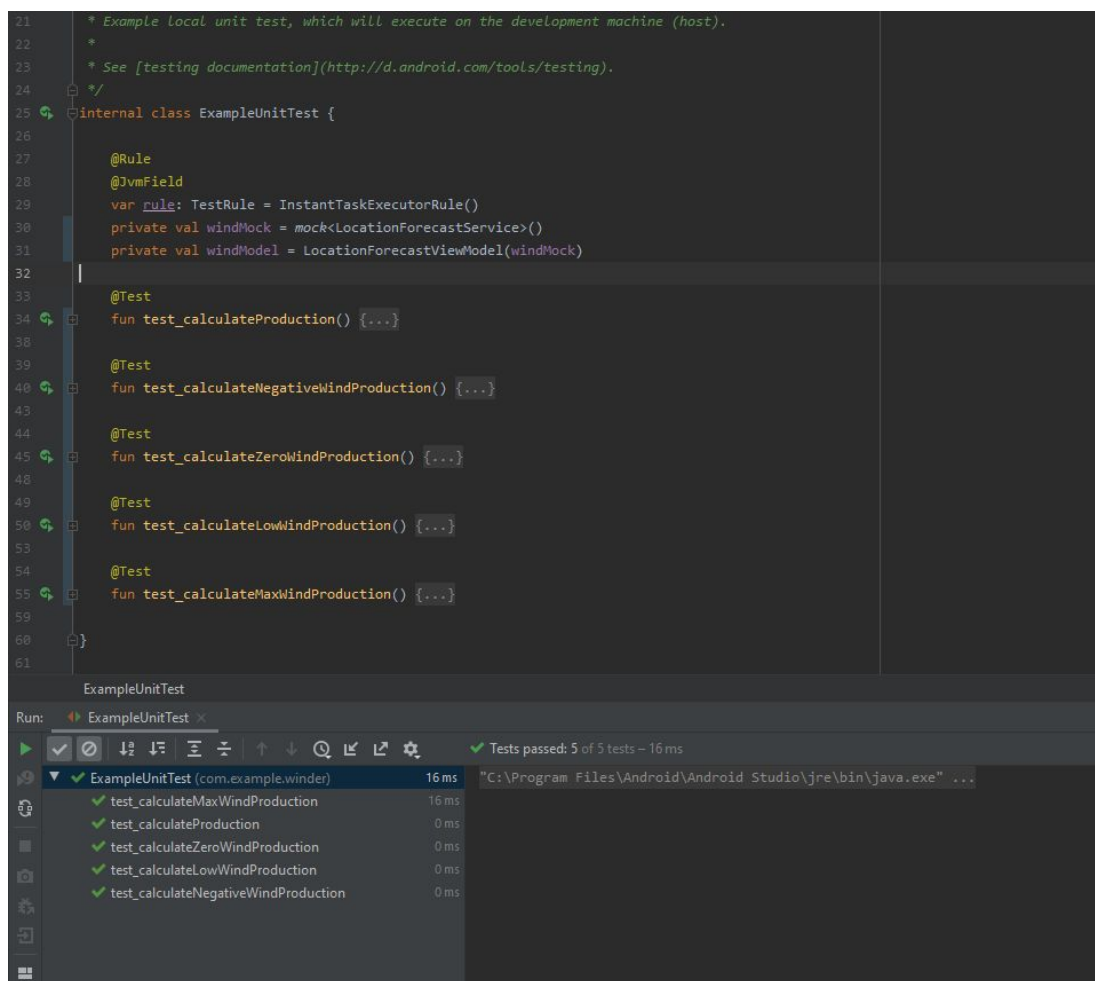 21 * Example local unit test, which will execute on the development machine (host).
22 *
23 * See [testing documentation](http://d.android.com/tools/testing).
24 */
25 internal class ExampleUnitTest {
26
27 @Rule
28 @JvmField
29 var rule: TestRule = InstantTaskExecutorRule()
30 private val windMock = mock<LocationForecastService>()
31 private val windModel = LocationForecastViewModel(windMock)
32
33 @Test
34 fun test_calculateProduction() {...}
38
39 @Test
40 fun test_calculateNegativeWindProduction() {...}
43
44 @Test
45 fun test_calculateZeroWindProduction() {...}
48
49 @Test
50 fun test_calculateLowWindProduction() {...}
53
54 @Test
55 fun test_calculateMaxWindProduction() {...}
59
60 }
61
ExampleUnitTest
Run: ExampleUnitTest
Tests passed: 5 of 5 tests – 16 ms
ExampleUnitTest (com.example.winder) 16 ms "C:\Program Files\Android\Android Studio\jre\bin\java.exe" ...
test_calculateMaxWindProduction 16 ms
test_calculateProduction 0 ms
test_calculateZeroWindProduction 0 ms
test_calculateLowWindProduction 0 ms
test_calculateNegativeWindProduction 0 ms